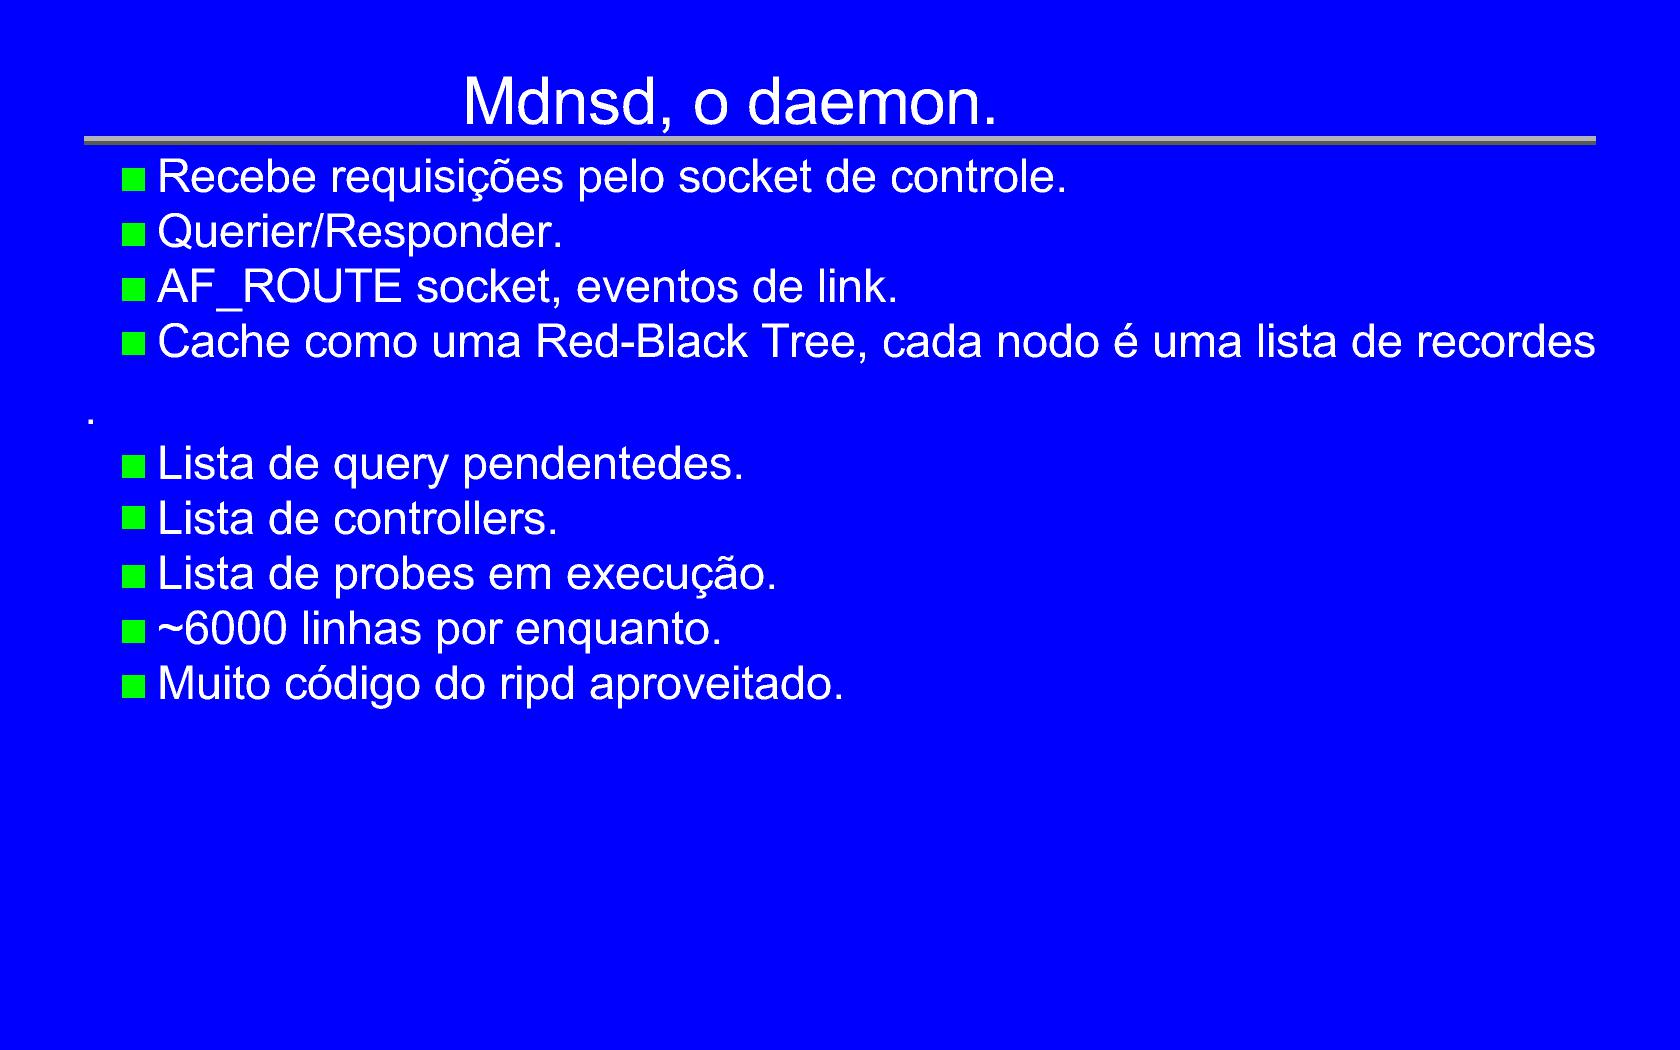 Mdnsd, o daemon.
Recebe requisições pelo socket de controle.
Querier/Responder.
AF_ROUTE socket, eventos de link.
Cache como uma Red-Black Tree, cada nodo é uma lista de recordes
.
Lista de query pendentedes.
Lista de controllers.
Lista de probes em execução.
~6000 linhas por enquanto.
Muito código do ripd aproveitado.